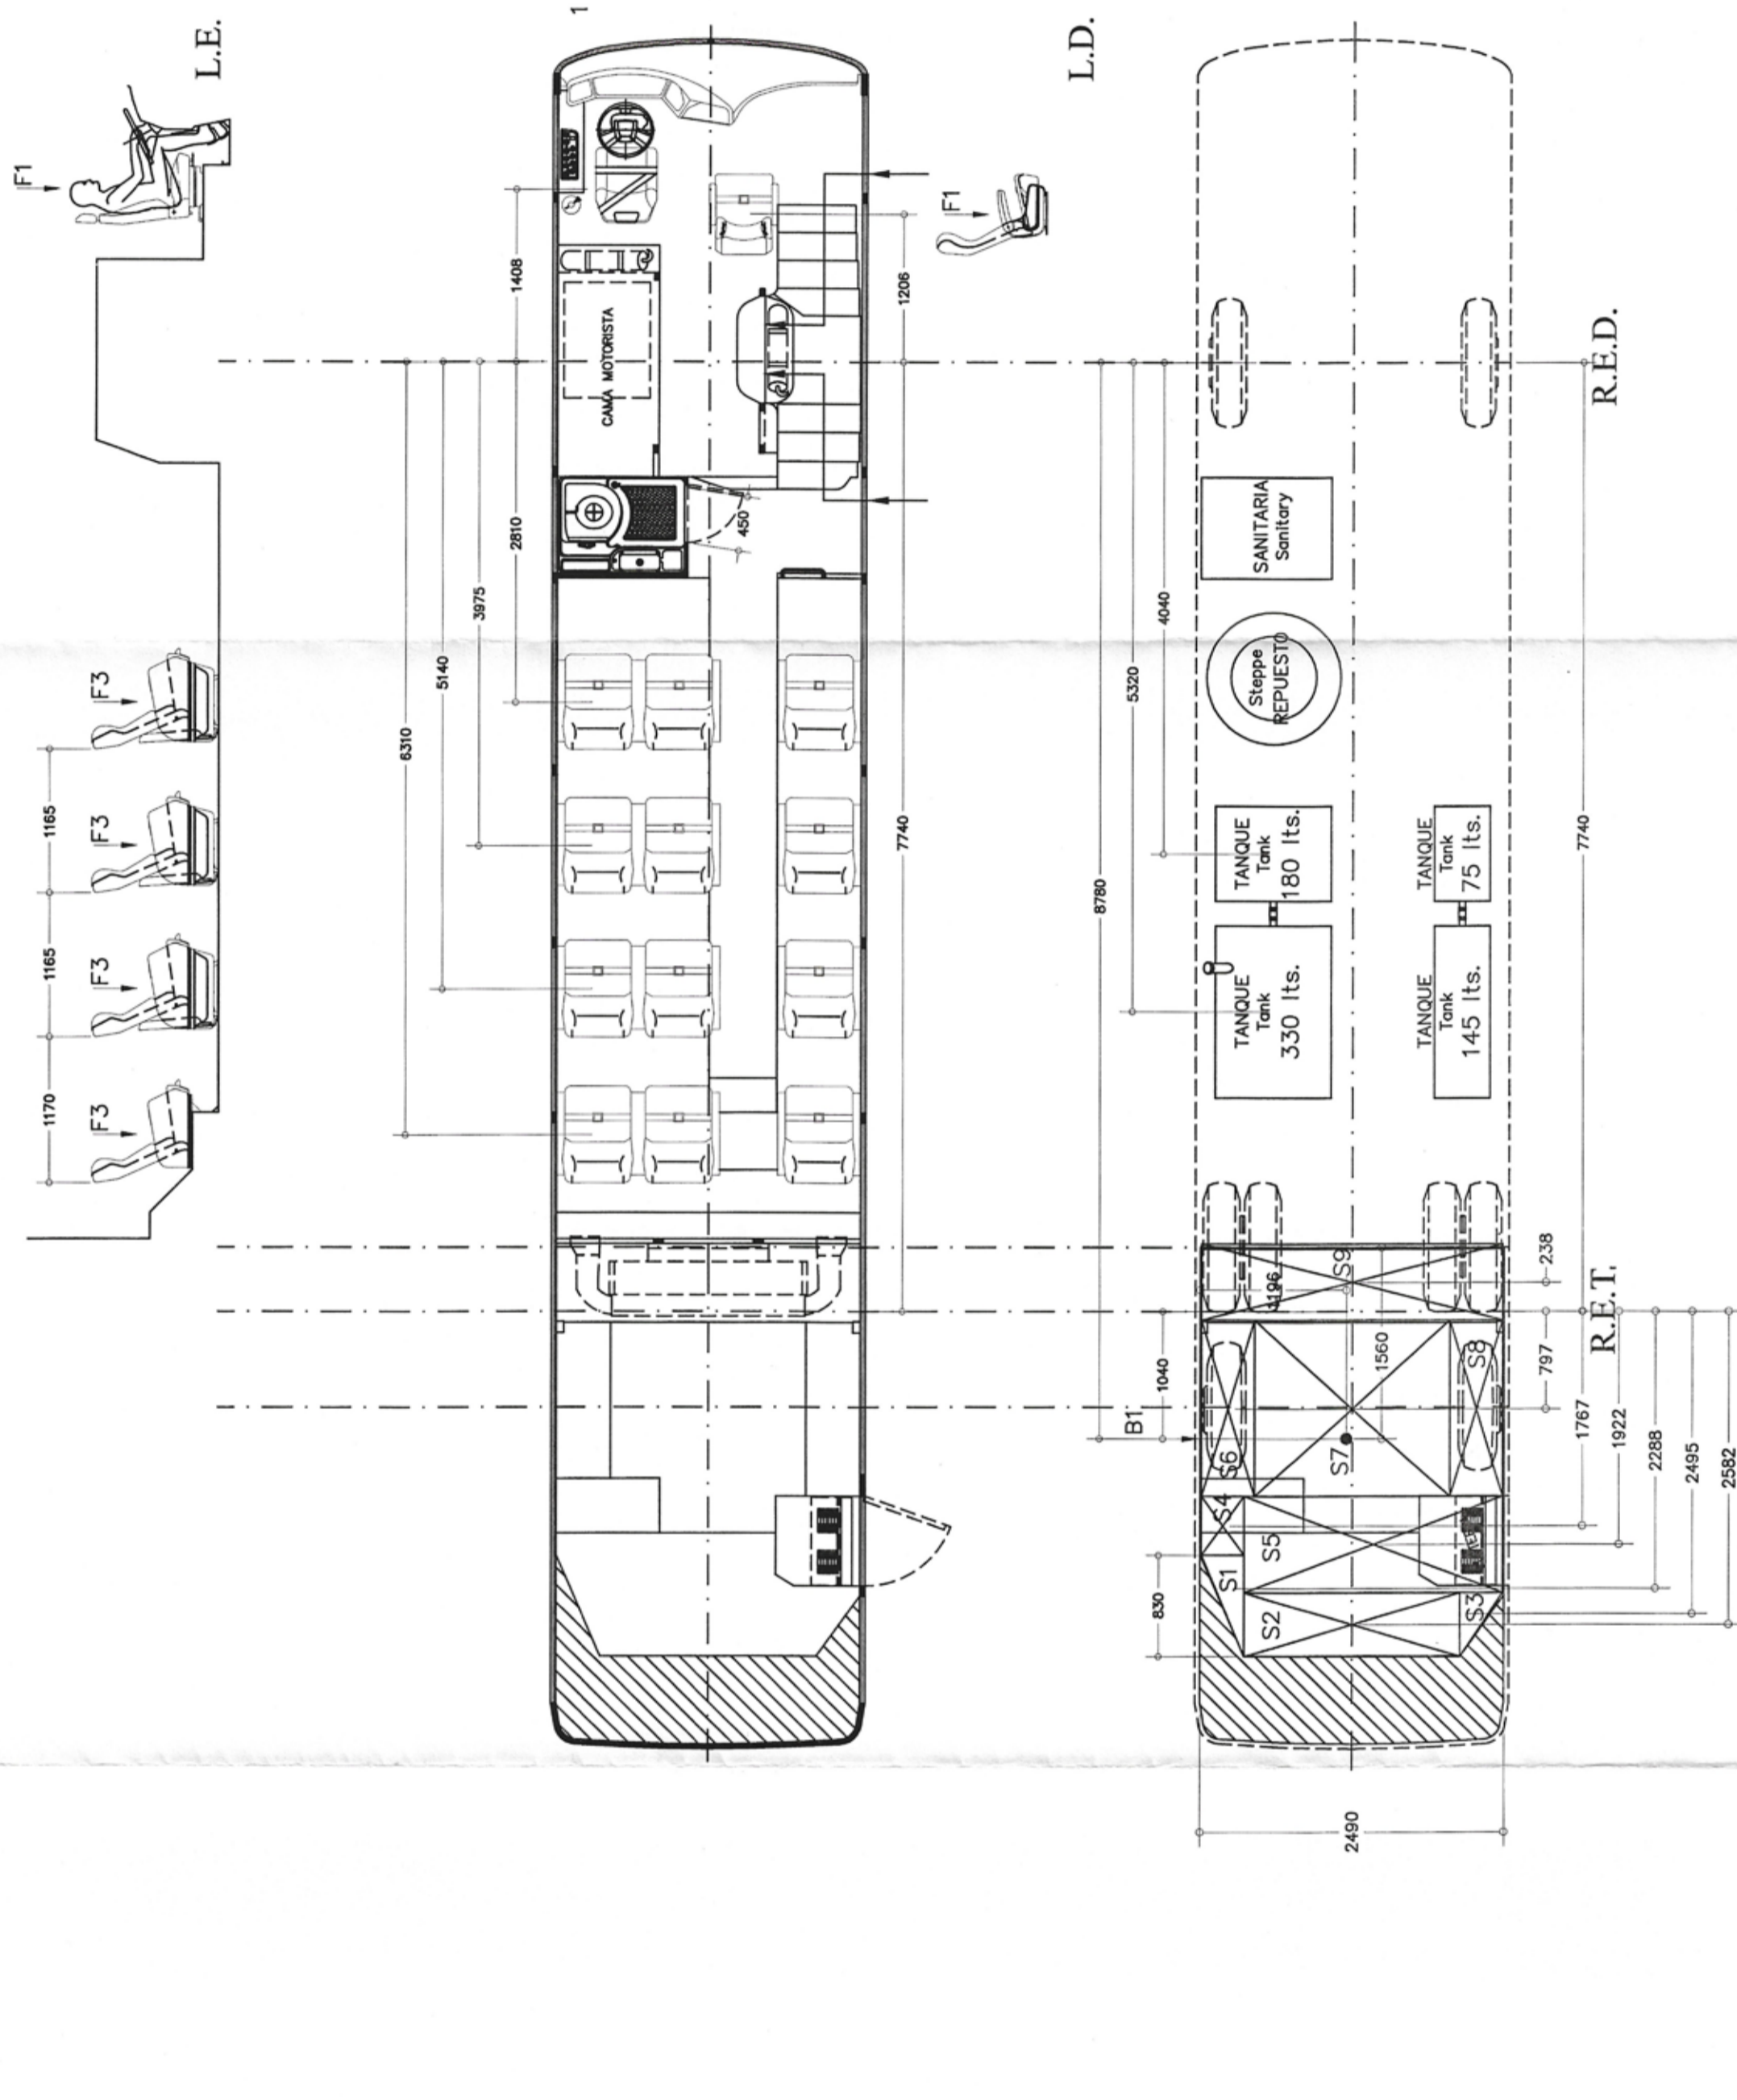 F1
L.E.
1
L.D.
F1
1408
1206
CAMA MOTORISTA
R.E.D.
450
2810
3975
5140
6310
7740
F3
1165
F3
1165
F3
1170
F3
SANITARIA
Sanitary
Steppe
REPUESTO
4040
5320
8780
7740
TANQUE
Tank
180 lts.
TANQUE
Tank
75 lts.
TANQUE
Tank
330 lts.
TANQUE
Tank
145 lts.
S9
1196
238
R.E.T.
1040
1560
797
B1
S6
S7
S8
S4
S5
S1
S2
S3
830
1767
1922
2288
2495
2582
2490